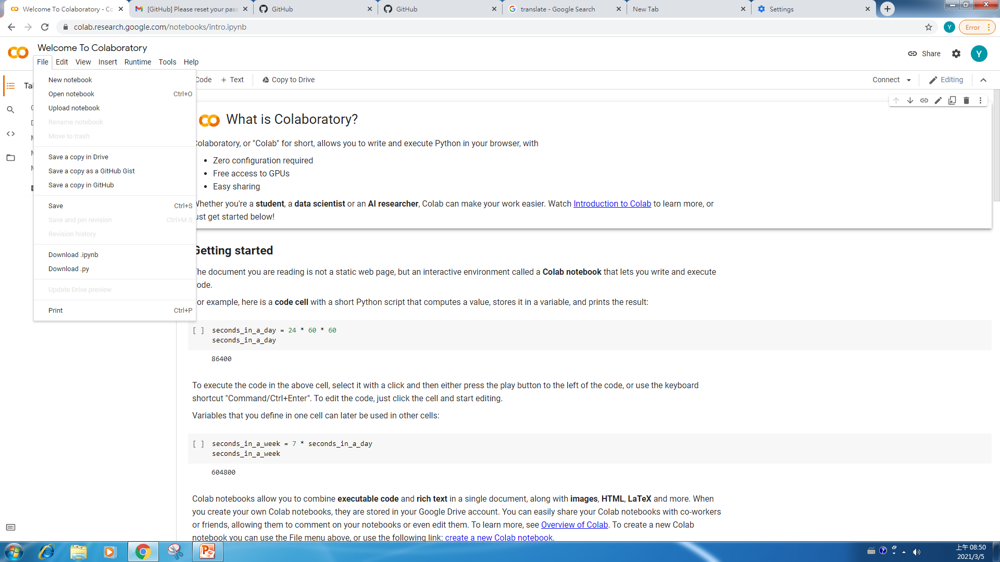 Welcome To Colaboratory - Co
[GitHub] Please reset your pass
GitHub
GitHub
translate - Google Search
New Tab
Settings
colab.research.google.com/notebooks/intro.ipynb
Y
Error
Welcome To Colaboratory
Share
Y
File Edit View Insert Runtime Tools Help
Code + Text Copy to Drive
Connect
Editing
New notebook
Open notebook Ctrl+O
Upload notebook
Rename notebook
Move to trash
Save a copy in Drive
Save a copy as a GitHub Gist
Save a copy in GitHub
Save Ctrl+S
Save and pin revision Ctrl+M S
Revision history
Download .ipynb
Download .py
Update Drive preview
Print Ctrl+P
What is Colaboratory?
Colaboratory, or "Colab" for short, allows you to write and execute Python in your browser, with
• Zero configuration required
• Free access to GPUs
• Easy sharing
Whether you're a student, a data scientist or an AI researcher, Colab can make your work easier. Watch Introduction to Colab to learn more, or
just get started below!
Getting started
The document you are reading is not a static web page, but an interactive environment called a Colab notebook that lets you write and execute
code.
For example, here is a code cell with a short Python script that computes a value, stores it in a variable, and prints the result:
[ ] seconds_in_a_day = 24 * 60 * 60
seconds_in_a_day
86400
To execute the code in the above cell, select it with a click and then either press the play button to the left of the code, or use the keyboard
shortcut "Command/Ctrl+Enter". To edit the code, just click the cell and start editing.
Variables that you define in one cell can later be used in other cells:
[ ] seconds_in_a_week = 7 * seconds_in_a_day
seconds_in_a_week
604800
Colab notebooks allow you to combine executable code and rich text in a single document, along with images, HTML, LaTeX and more. When
you create your own Colab notebooks, they are stored in your Google Drive account. You can easily share your Colab notebooks with co-workers
or friends, allowing them to comment on your notebooks or even edit them. To learn more, see Overview of Colab. To create a new Colab
notebook you can use the File menu above, or use the following link: create a new Colab notebook.
上午 08:50
2021/3/5